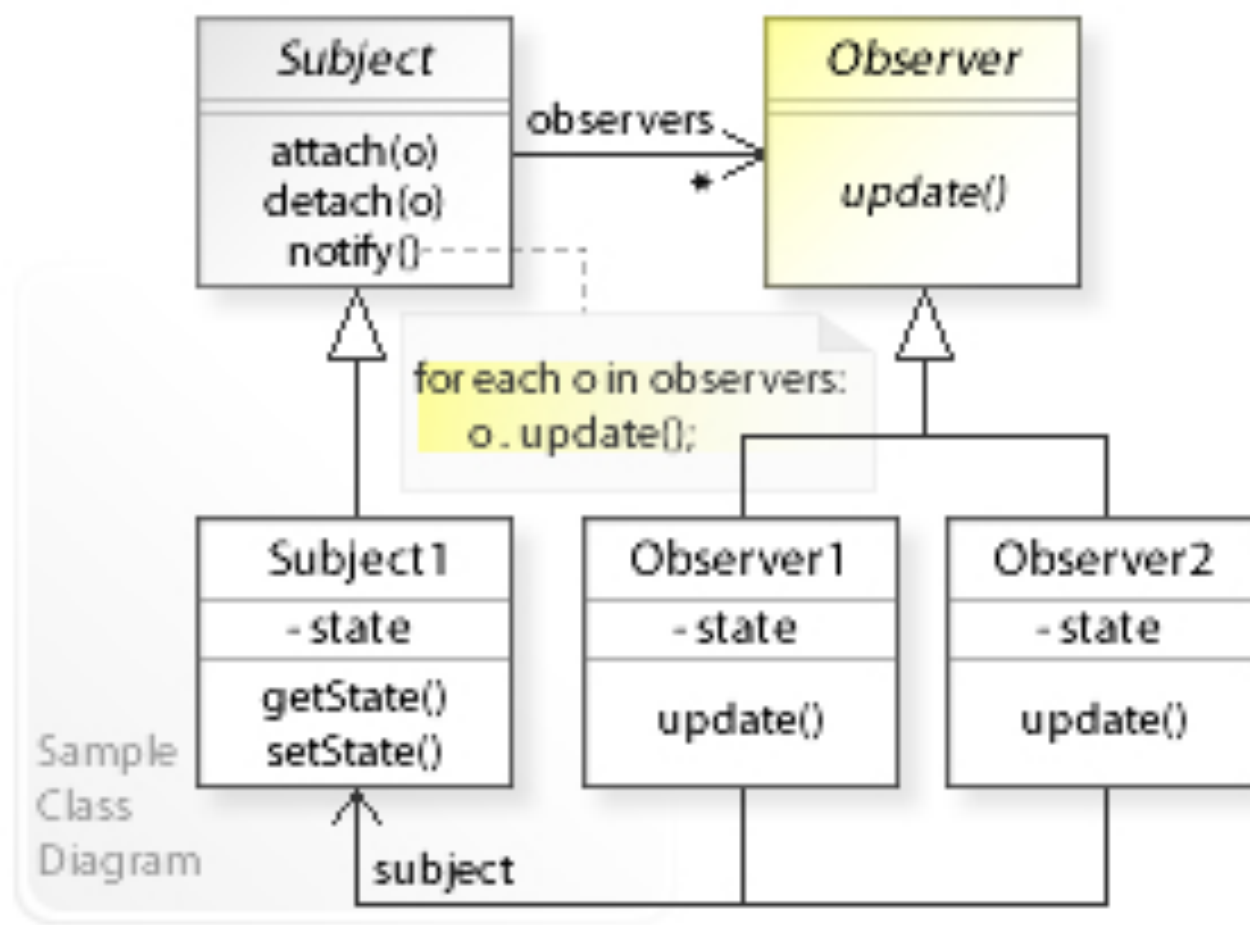 Subject
attach(o)
detach(o)
notify()
observers
*
Observer
update()
for each o in observers:
o.update();
Subject1
- state
getState()
setState()
Observer1
- state
update()
Observer2
- state
update()
subject
Sample
Class
Diagram